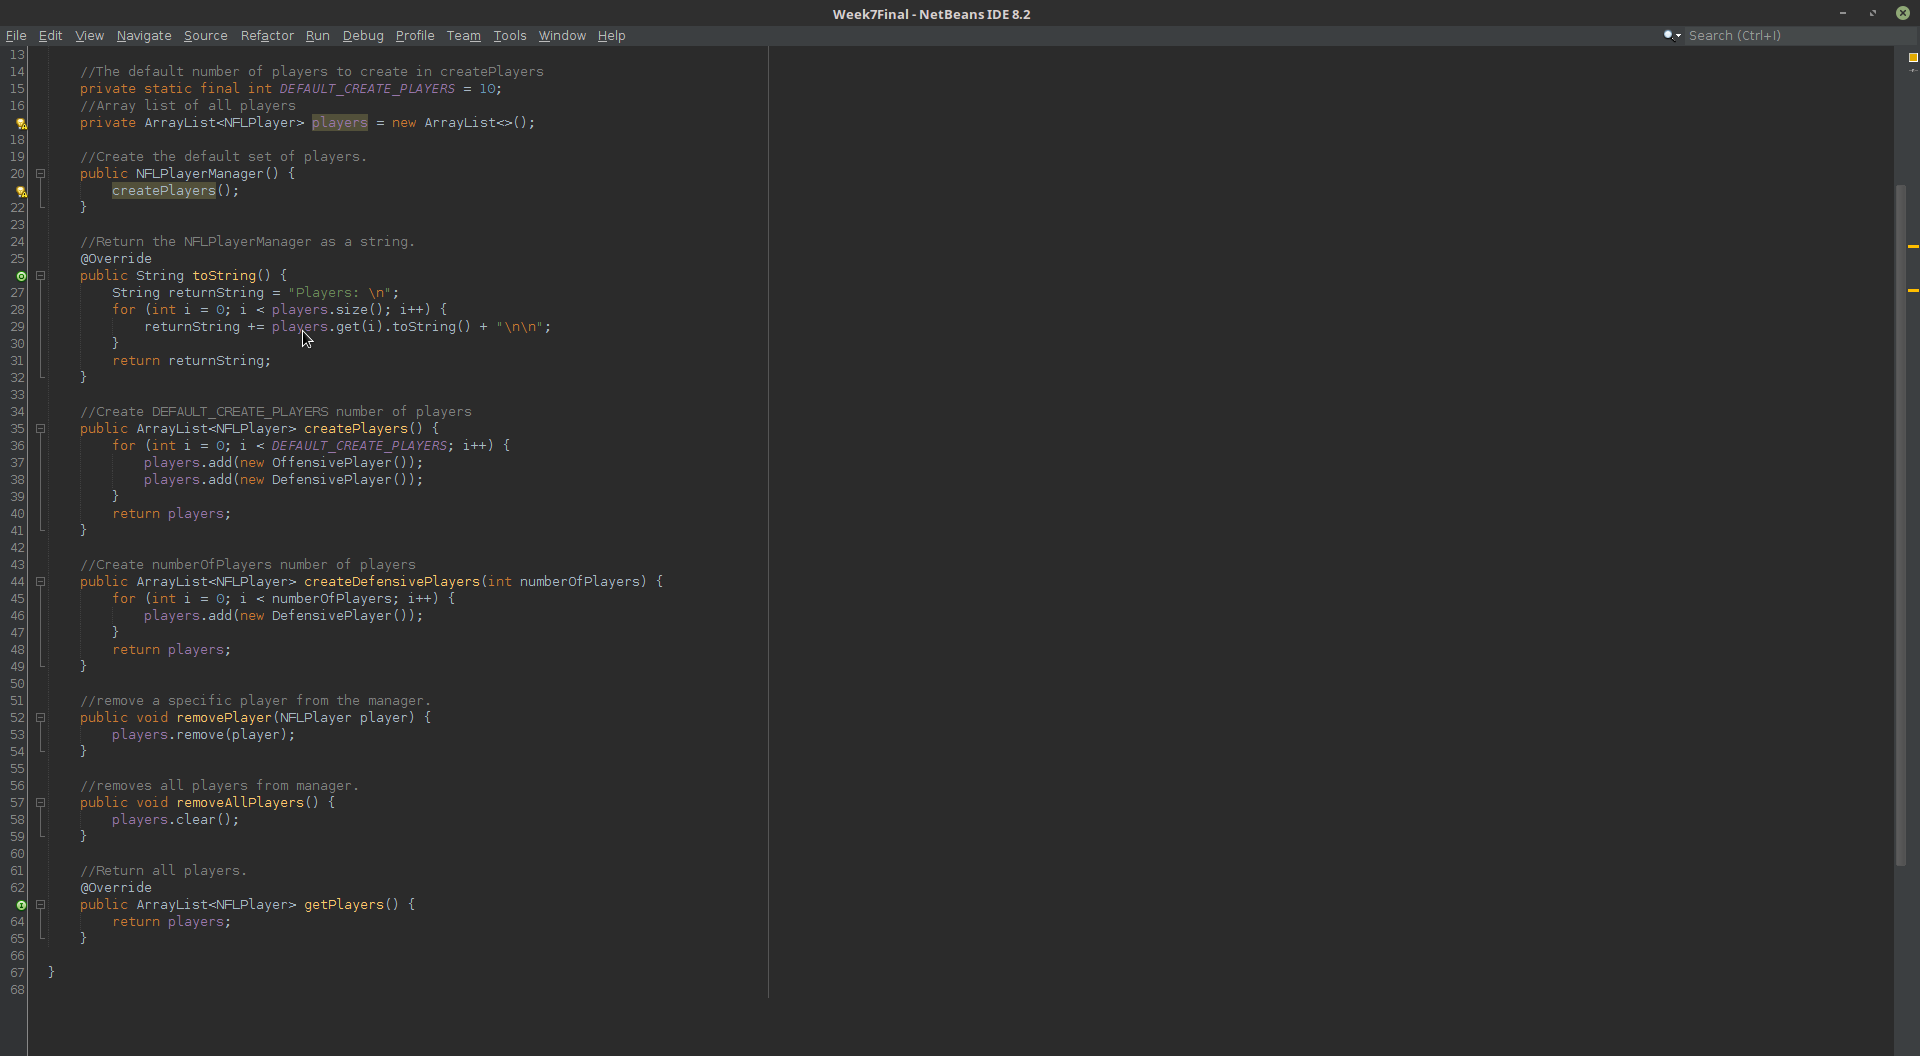 Week7Final - NetBeans IDE 8.2
File Edit View Navigate Source Refactor Run Debug Profile Team Tools Window Help
Search (Ctrl+I)
13
14 //The default number of players to create in createPlayers
15 private static final int DEFAULT_CREATE_PLAYERS = 10;
16 //Array list of all players
private ArrayList<NFLPlayer> players = new ArrayList<>();
18
19 //Create the default set of players.
20 public NFLPlayerManager() {
createPlayers();
22 }
23
24 //Return the NFLPlayerManager as a string.
25 @Override
public String toString() {
27 String returnString = "Players: \n";
28 for (int i = 0; i < players.size(); i++) {
29 returnString += players.get(i).toString() + "\n\n";
30 }
31 return returnString;
32 }
33
34 //Create DEFAULT_CREATE_PLAYERS number of players
35 public ArrayList<NFLPlayer> createPlayers() {
36 for (int i = 0; i < DEFAULT_CREATE_PLAYERS; i++) {
37 players.add(new OffensivePlayer());
38 players.add(new DefensivePlayer());
39 }
40 return players;
41 }
42
43 //Create numberOfPlayers number of players
44 public ArrayList<NFLPlayer> createDefensivePlayers(int numberOfPlayers) {
45 for (int i = 0; i < numberOfPlayers; i++) {
46 players.add(new DefensivePlayer());
47 }
48 return players;
49 }
50
51 //remove a specific player from the manager.
52 public void removePlayer(NFLPlayer player) {
53 players.remove(player);
54 }
55
56 //removes all players from manager.
57 public void removeAllPlayers() {
58 players.clear();
59 }
60
61 //Return all players.
62 @Override
public ArrayList<NFLPlayer> getPlayers() {
64 return players;
65 }
66
67 }
68